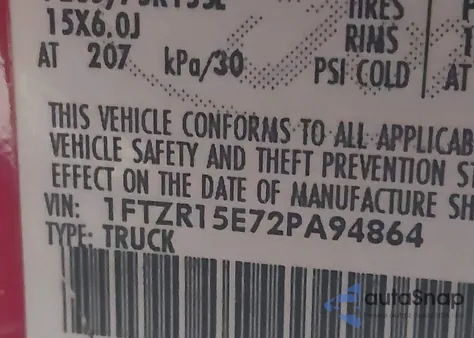 TIRES
15X6.0J
RIMS
AT 207 kPa/30 PSI COLD AT
THIS VEHICLE CONFORMS TO ALL APPLICAB
VEHICLE SAFETY AND THEFT PREVENTION S
EFFECT ON THE DATE OF MANUFACTURE SH
VIN: 1FTZR15E72PA94864
TYPE: TRUCK
autoSnap